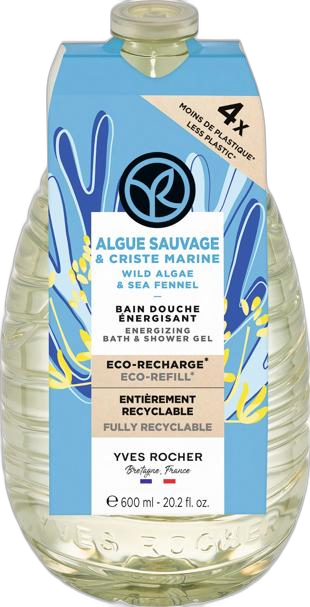 4x
MOINS DE PLASTIQUE*
LESS PLASTIC*
YR
ALGUE SAUVAGE
& CRISTE MARINE
WILD ALGAE
& SEA FENNEL
BAIN DOUCHE
ÉNERGISANT
ENERGIZING
BATH & SHOWER GEL
ECO-RECHARGE*
ECO-REFILL*
ENTIÈREMENT
RECYCLABLE
FULLY RECYCLABLE
YVES ROCHER
Bretagne, France
℮ 600 ml - 20.2 fl. oz.
YVES ROCHER